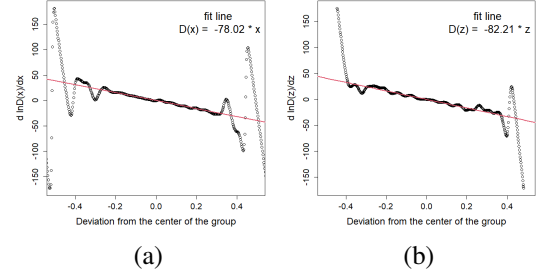 fit line
D(x) = -78.02 * x
d lnD(x)/dx
150
100
50
0
-50
-100
-150
-0.4 -0.2 0.0 0.2 0.4
Deviation from the center of the group
(a)
fit line
D(z) = -82.21 * z
d lnD(z)/dz
150
100
50
0
-50
-100
-150
-0.4 -0.2 0.0 0.2 0.4
Deviation from the center of the group
(b)